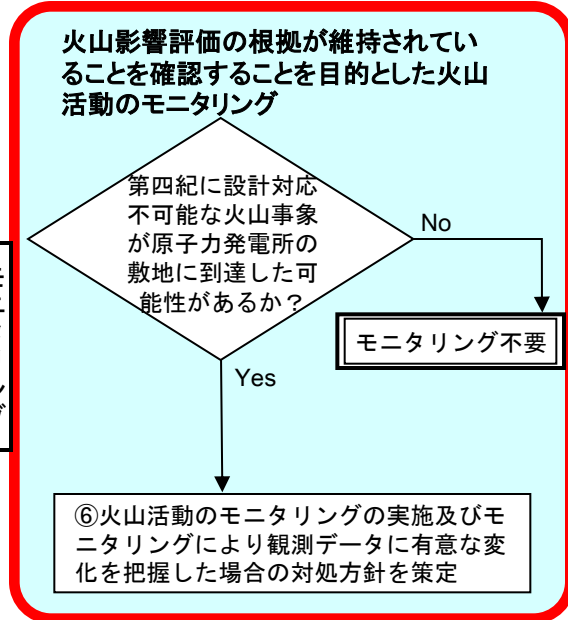 火山影響評価の根拠が維持されてい
ることを確認することを目的とした火山
活動のモニタリング
第四紀に設計対応
不可能な火山事象
が原子力発電所の
敷地に到達した可
能性があるか？
No
モニタリング不要
Yes
⑥火山活動のモニタリングの実施及びモ
ニタリングにより観測データに有意な変
化を把握した場合の対処方針を策定